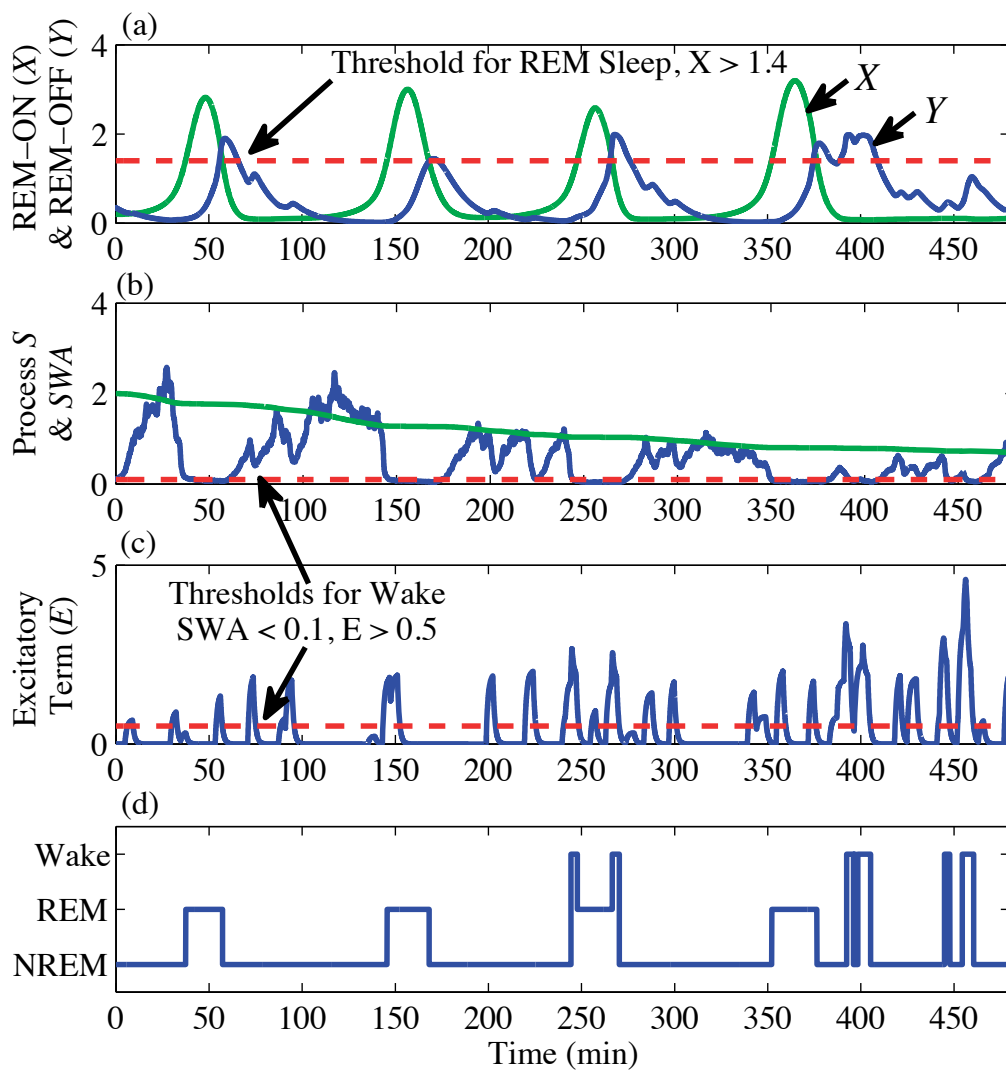 (a)
REM–ON (X)
& REM–OFF (Y)
4
2
0
Threshold for REM Sleep, X > 1.4
X
Y
0 50 100 150 200 250 300 350 400 450
(b)
Process S
& SWA
4
2
0
0 50 100 150 200 250 300 350 400 450
(c)
Excitatory
Term (E)
5
0
Thresholds for Wake
SWA < 0.1, E > 0.5
0 50 100 150 200 250 300 350 400 450
(d)
Wake
REM
NREM
0 50 100 150 200 250 300 350 400 450
Time (min)